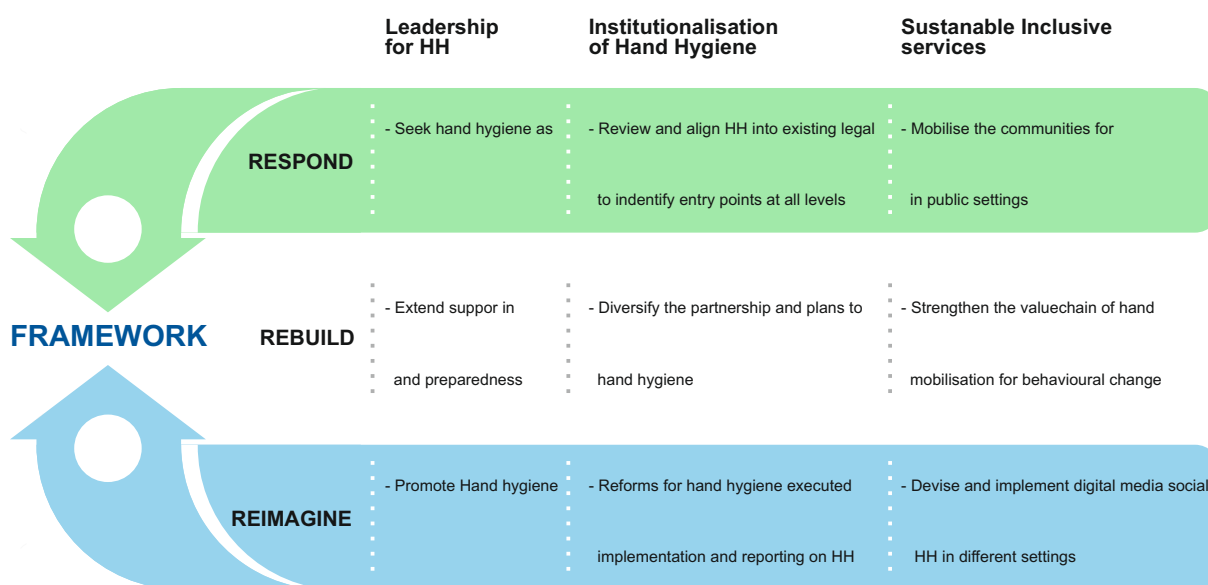 Leadership
for HH
Institutionalisation
of Hand Hygiene
Sustanable Inclusive
services
RESPOND
- Seek hand hygiene as
- Review and align HH into existing legal
to indentify entry points at all levels
- Mobilise the communities for
in public settings
FRAMEWORK
REBUILD
- Extend suppor in
and preparedness
- Diversify the partnership and plans to
hand hygiene
- Strengthen the valuechain of hand
mobilisation for behavioural change
REIMAGINE
- Promote Hand hygiene
- Reforms for hand hygiene executed
implementation and reporting on HH
- Devise and implement digital media social
HH in different settings